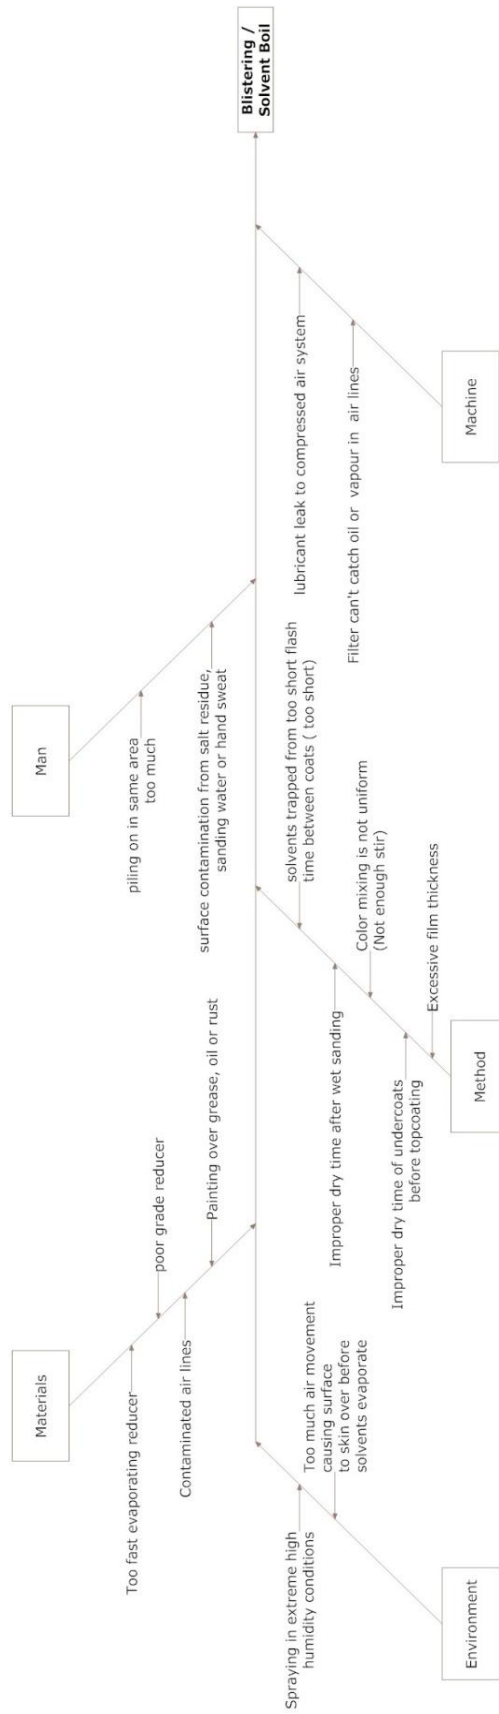 Materials
Too fast evaporating reducer
poor grade reducer
Contaminated air lines
Painting over grease, oil or rust
Man
piling on in same area
too much
surface contamination from salt residue,
sanding water or hand sweat
Blistering /
Solvent Boil
Environment
Spraying in extreme high
humidity conditions
Too much air movement
causing surface
to skin over before
solvents evaporate
Method
solvents trapped from too short flash
time between coats ( too short)
Improper dry time after wet sanding
Color mixing is not uniform
(Not enough stir)
Improper dry time of undercoats
before topcoating
Excessive film thickness
Machine
lubricant leak to compressed air system
Filter can't catch oil or vapour in air lines